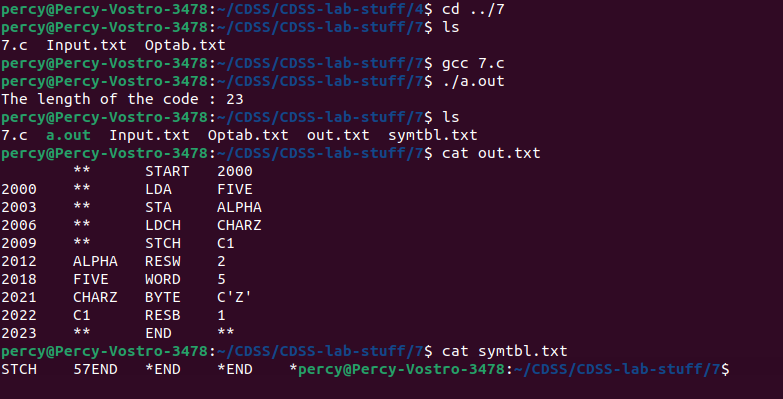 percy@Percy-Vostro-3478:~/CDSS/CDSS-lab-stuff/4$ cd ../7
percy@Percy-Vostro-3478:~/CDSS/CDSS-lab-stuff/7$ ls
7.c  Input.txt  Optab.txt
percy@Percy-Vostro-3478:~/CDSS/CDSS-lab-stuff/7$ gcc 7.c
percy@Percy-Vostro-3478:~/CDSS/CDSS-lab-stuff/7$ ./a.out
The length of the code : 23
percy@Percy-Vostro-3478:~/CDSS/CDSS-lab-stuff/7$ ls
7.c  a.out  Input.txt  Optab.txt  out.txt  symtbl.txt
percy@Percy-Vostro-3478:~/CDSS/CDSS-lab-stuff/7$ cat out.txt
        **      START   2000
2000    **      LDA     FIVE
2003    **      STA     ALPHA
2006    **      LDCH    CHARZ
2009    **      STCH    C1
2012    ALPHA   RESW    2
2018    FIVE    WORD    5
2021    CHARZ   BYTE    C'Z'
2022    C1      RESB    1
2023    **      END     **
percy@Percy-Vostro-3478:~/CDSS/CDSS-lab-stuff/7$ cat symtbl.txt
STCH    57END   *END    *END    *percy@Percy-Vostro-3478:~/CDSS/CDSS-lab-stuff/7$